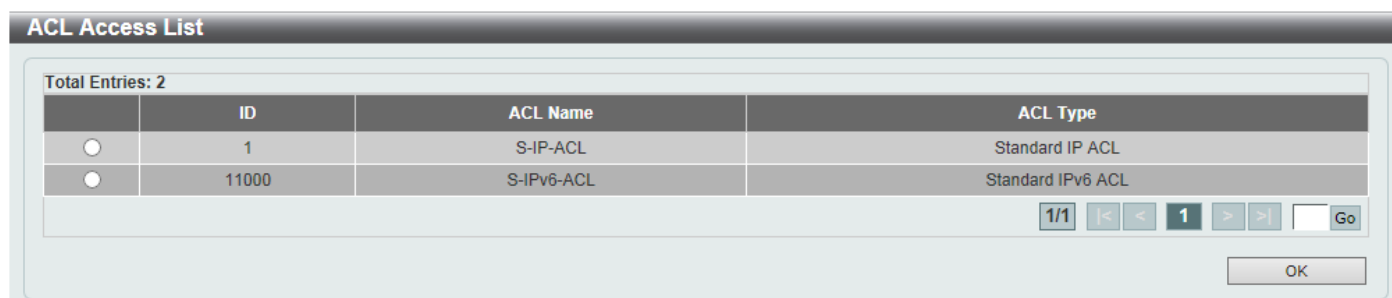 ACL Access List
Total Entries: 2
ID ACL Name ACL Type
1 S-IP-ACL Standard IP ACL
11000 S-IPv6-ACL Standard IPv6 ACL
1/1 |< < 1 > >| Go
OK